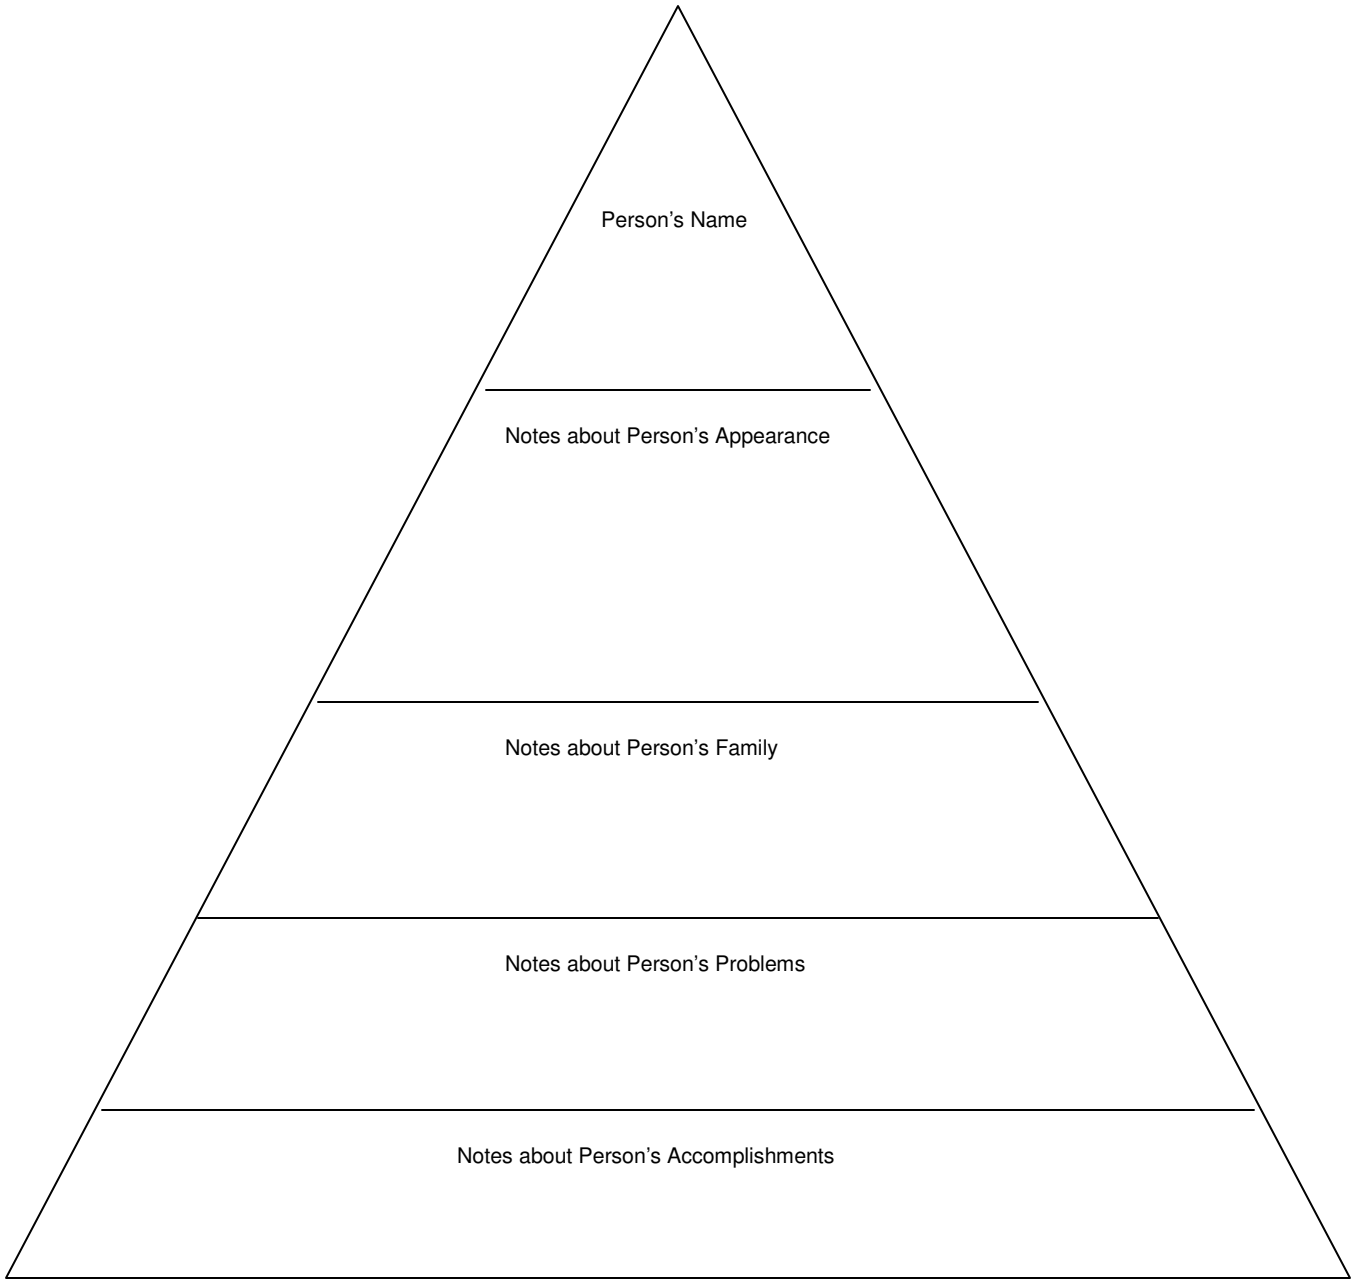 Person’s Name
Notes about Person’s Appearance
Notes about Person’s Family
Notes about Person’s Problems
Notes about Person’s Accomplishments